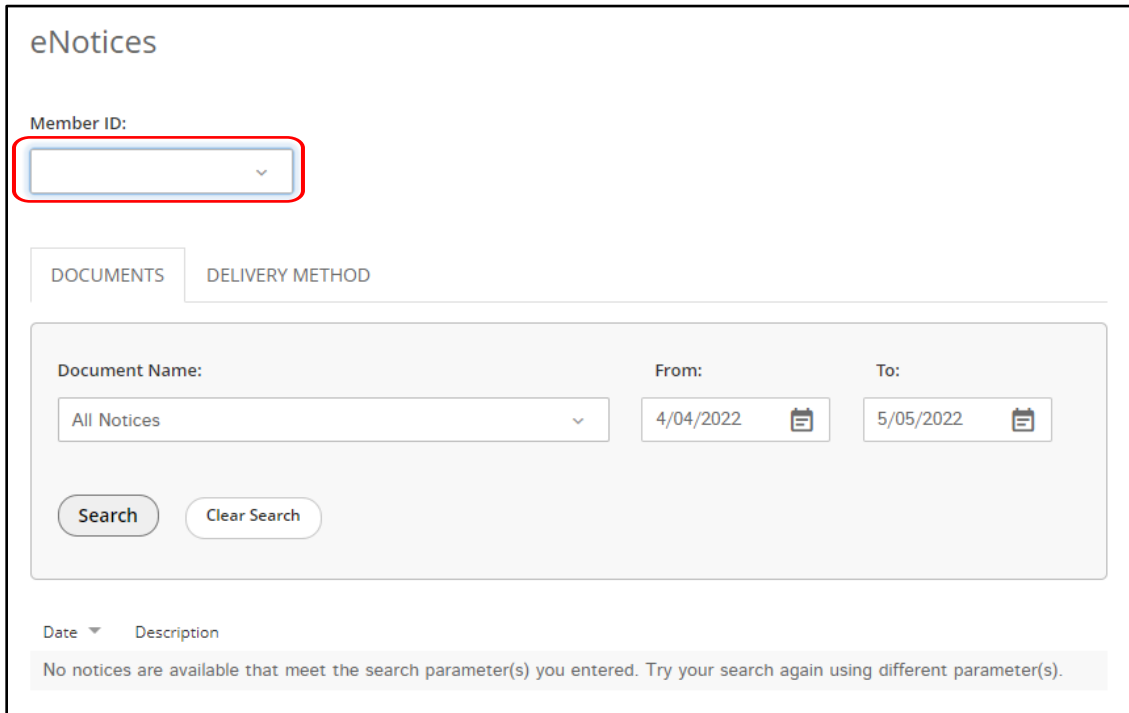 eNotices
Member ID:
DOCUMENTS DELIVERY METHOD
Document Name: From: To:
All Notices 4/04/2022 5/05/2022
Search Clear Search
Date Description
No notices are available that meet the search parameter(s) you entered. Try your search again using different parameter(s).